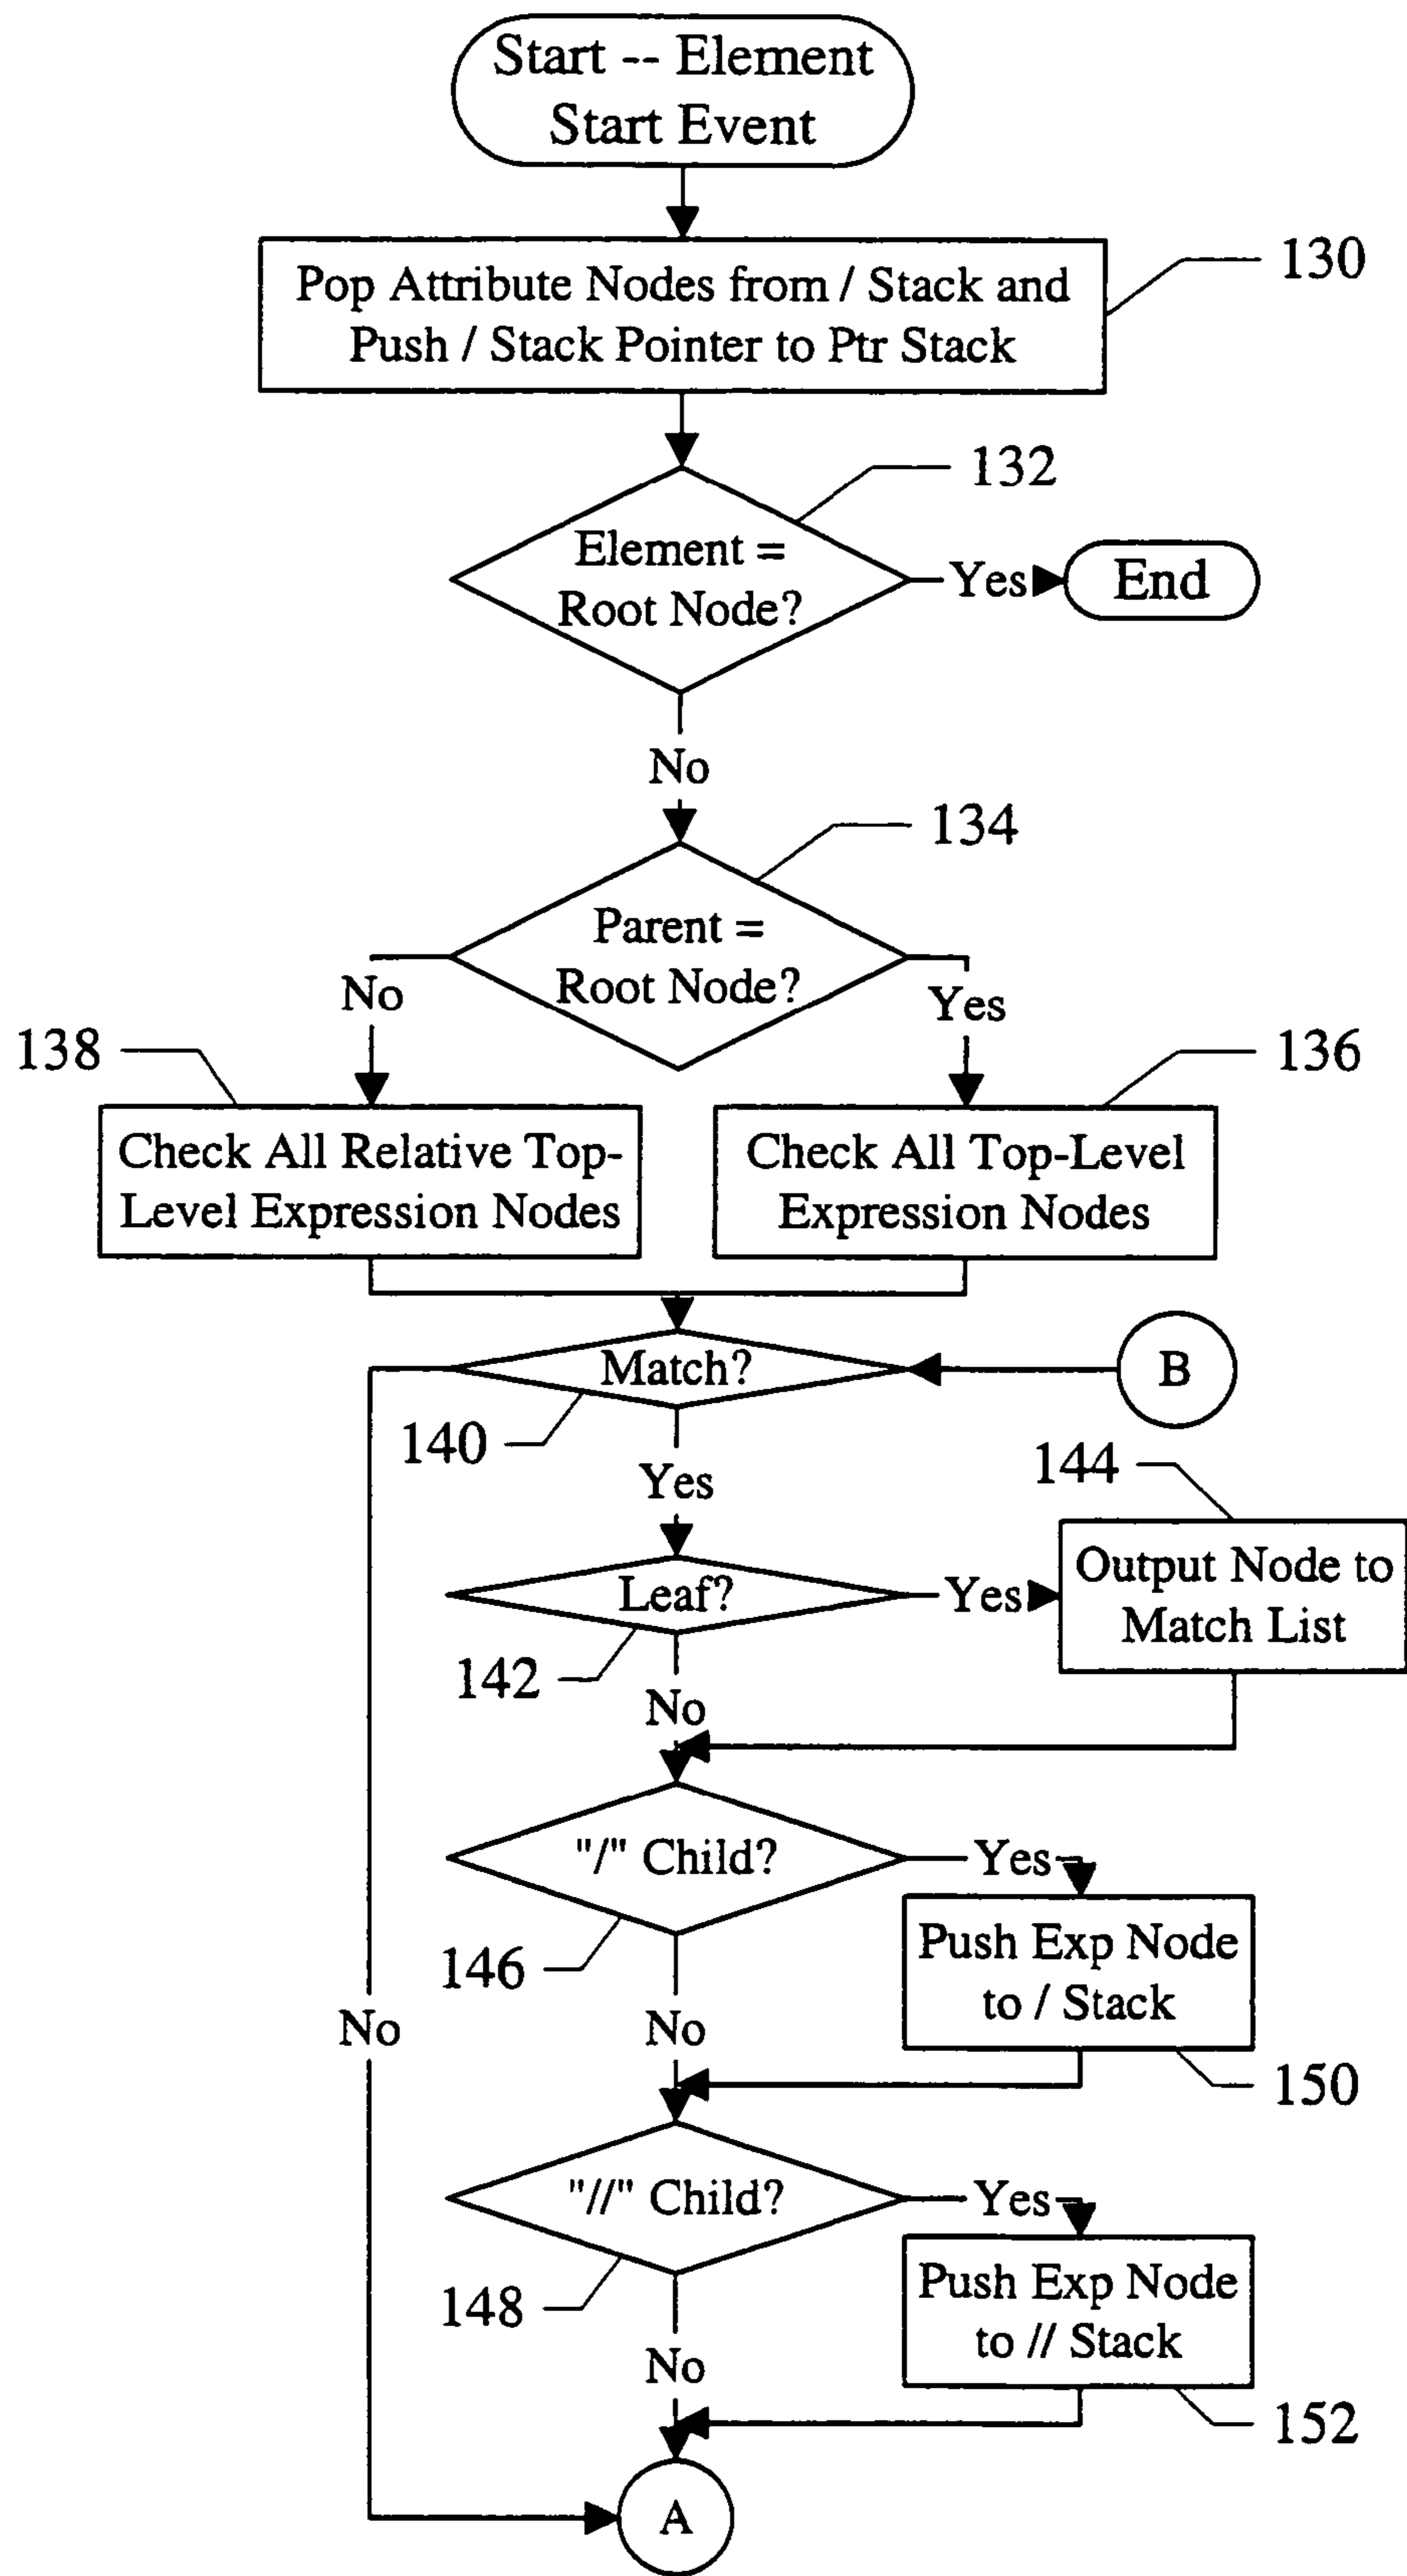 Start -- Element
Start Event
Pop Attribute Nodes from / Stack and
Push / Stack Pointer to Ptr Stack
130
132
Element =
Root Node?
Yes
End
No
134
Parent =
Root Node?
No
Yes
138
136
Check All Relative Top-
Level Expression Nodes
Check All Top-Level
Expression Nodes
Match?
B
140
Yes
144
Leaf?
Yes
Output Node to
Match List
142
No
"/" Child?
Yes
Push Exp Node
to / Stack
146
No
No
150
"//" Child?
Yes
Push Exp Node
to // Stack
148
No
152
A